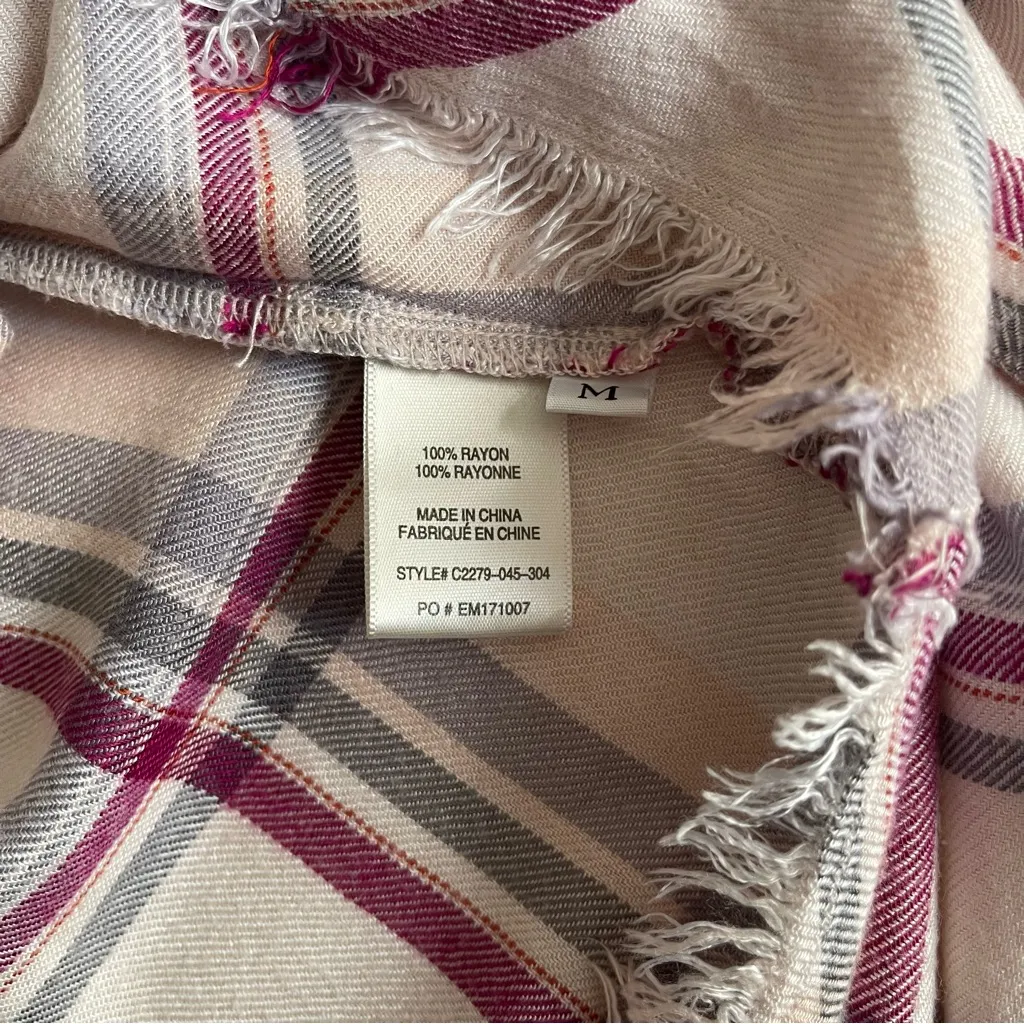 M
100% RAYON
100% RAYONNE
MADE IN CHINA
FABRIQUÉ EN CHINE
STYLE# C2279-045-304
PO # EM171007